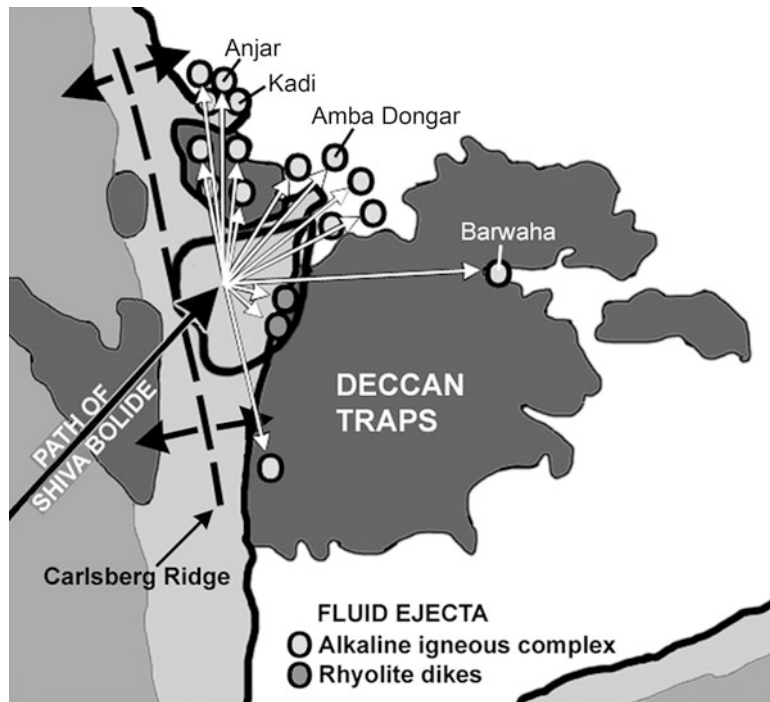 Anjar
Kadi
Amba Dongar
Barwaha
DECCAN
TRAPS
PATH OF
SHIVA BOLIDE
Carlsberg Ridge
FLUID EJECTA
Alkaline igneous complex
Rhyolite dikes